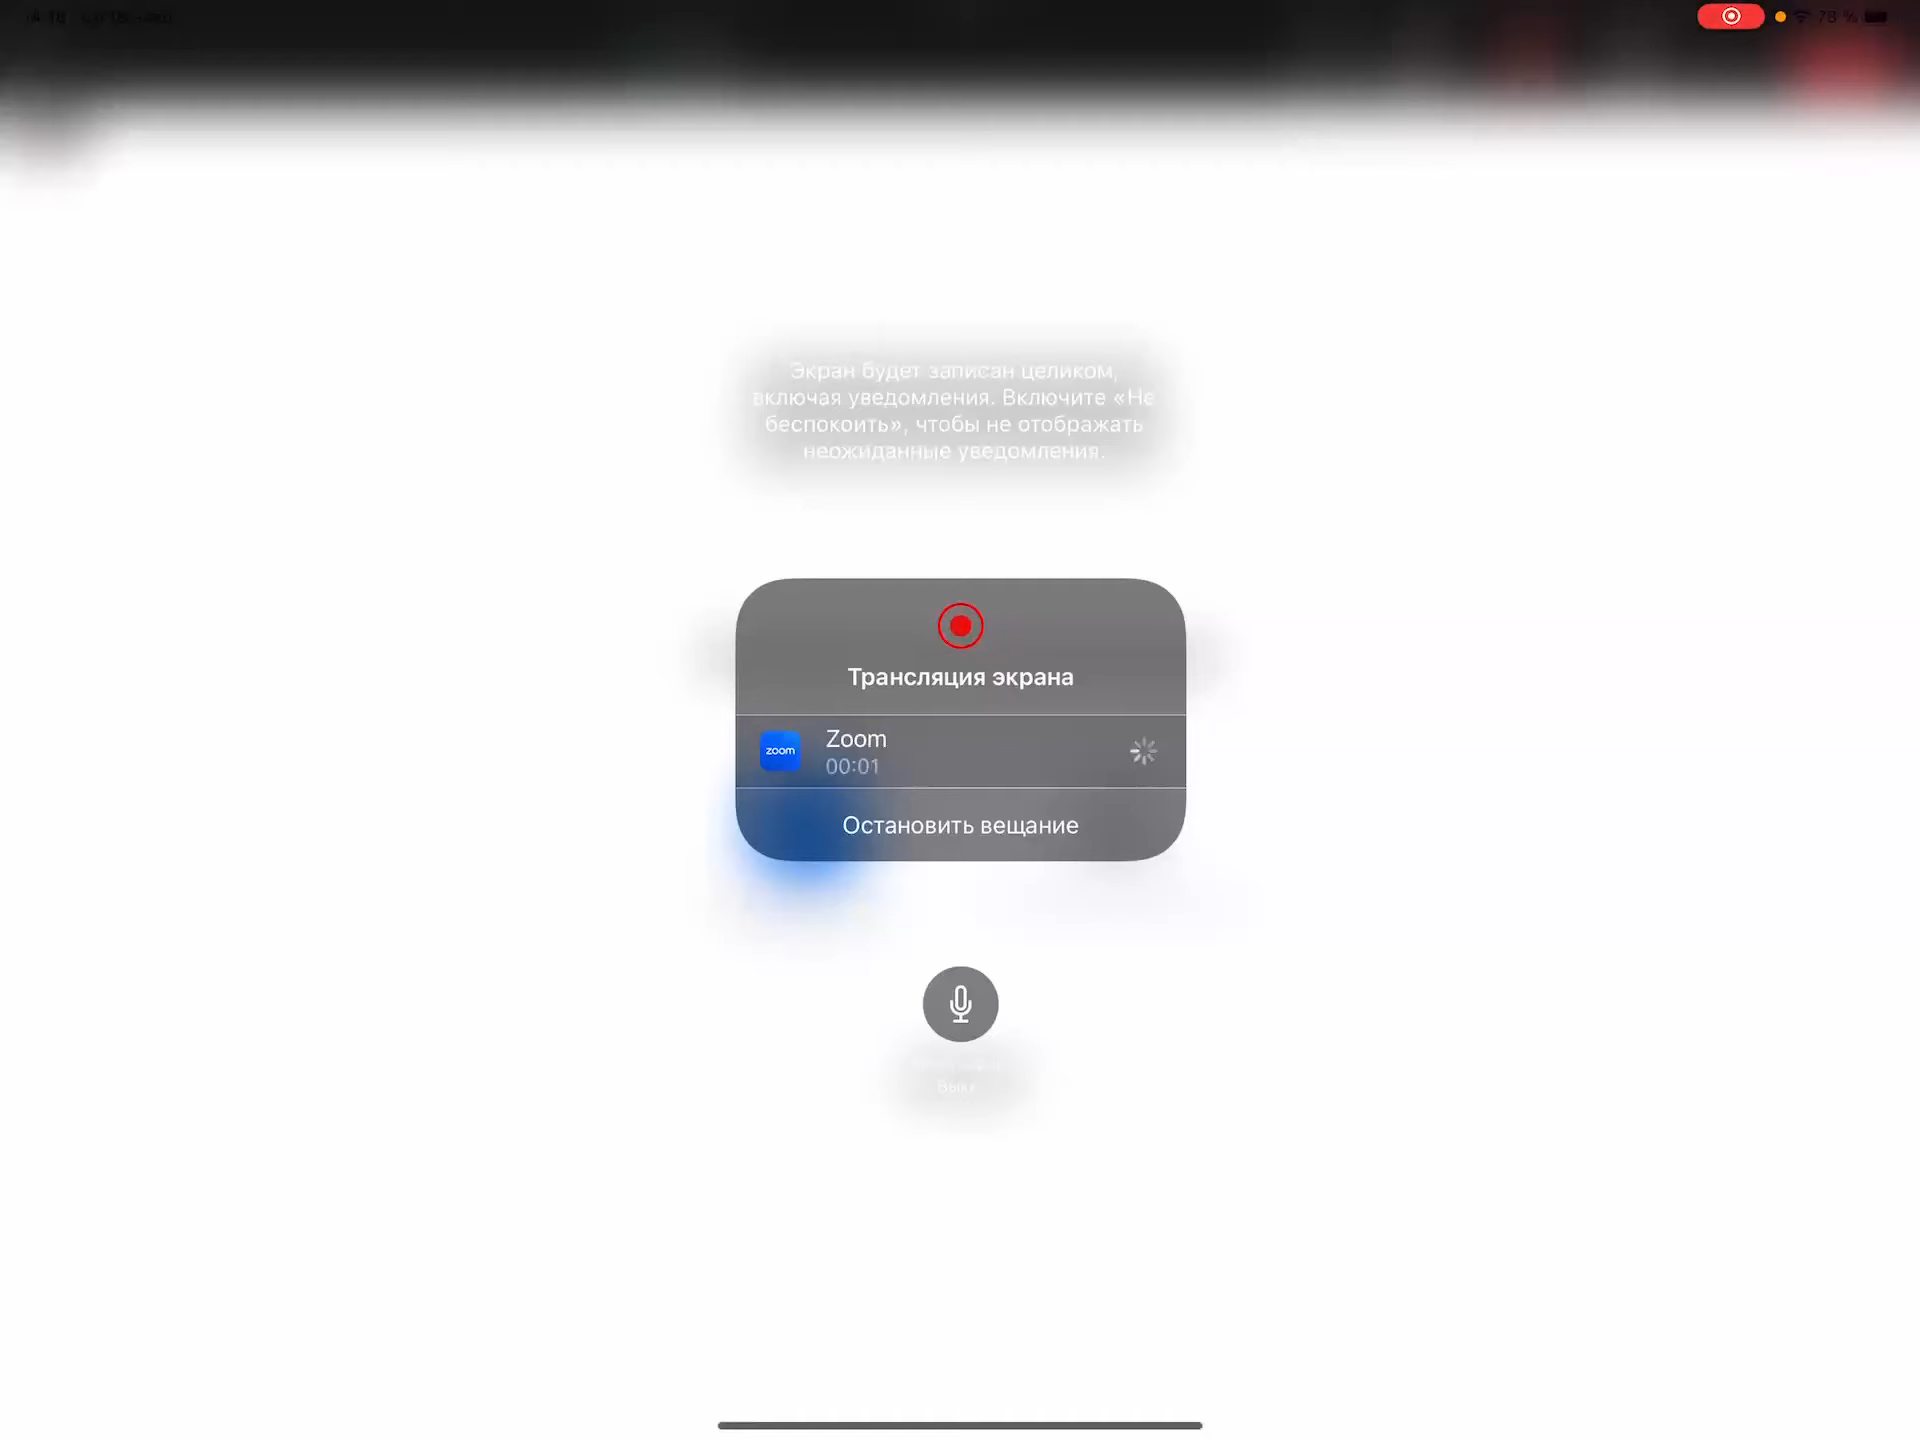 78 %
Экран будет записан целиком,
включая уведомления. Включите «Не
беспокоить», чтобы не отображать
неожиданные уведомления.
Трансляция экрана
zoom
Zoom
00:01
Остановить вещание